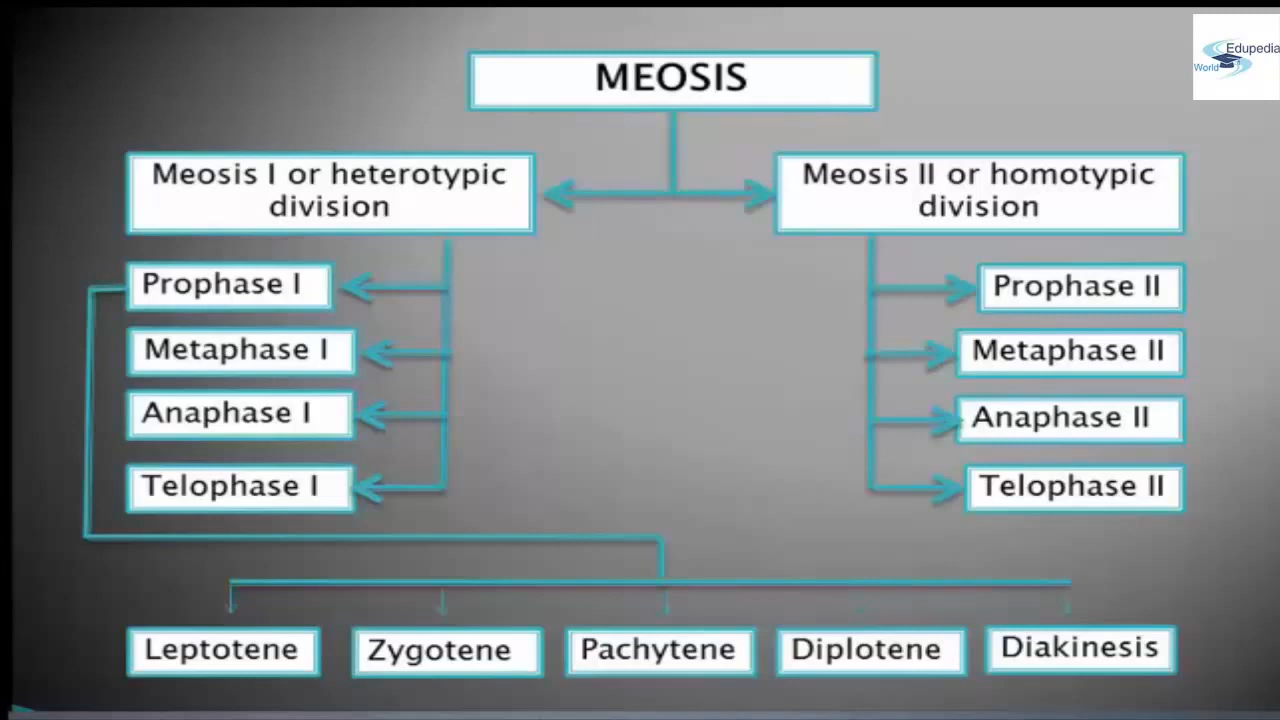 Edupedia
World
MEOSIS
Meosis I or heterotypic
division
Meosis II or homotypic
division
Prophase I
Metaphase I
Anaphase I
Telophase I
Prophase II
Metaphase II
Anaphase II
Telophase II
Leptotene
Zygotene
Pachytene
Diplotene
Diakinesis